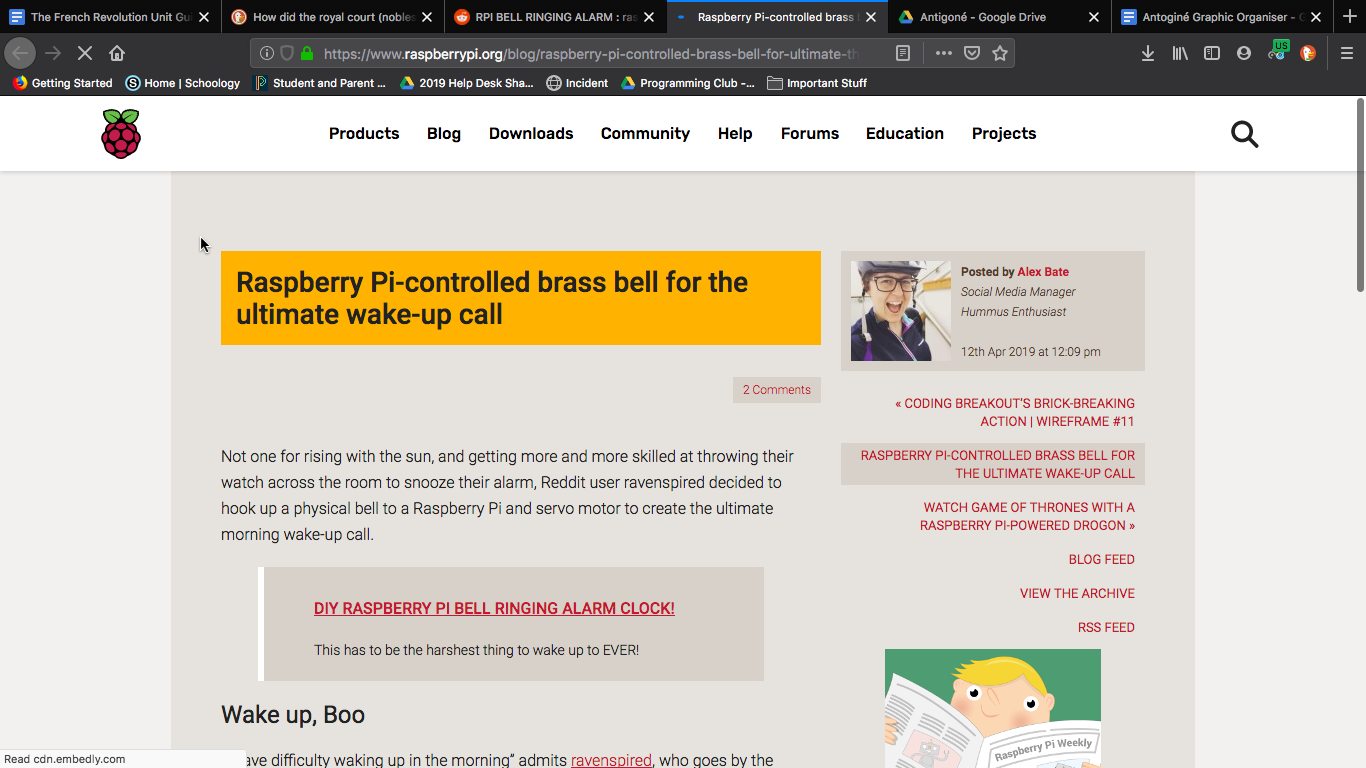 The French Revolution Unit Gui
How did the royal court (nobles
RPI BELL RINGING ALARM : ras
Raspberry Pi-controlled brass b
Antigoné - Google Drive
Antoginé Graphic Organiser - G
https://www.raspberrypi.org/blog/raspberry-pi-controlled-brass-bell-for-ultimate-th
US
Getting Started
Home | Schoology
Student and Parent ...
2019 Help Desk Sha...
Incident
Programming Club -...
Important Stuff
Products
Blog
Downloads
Community
Help
Forums
Education
Projects
Raspberry Pi-controlled brass bell for the
ultimate wake-up call
2 Comments
Not one for rising with the sun, and getting more and more skilled at throwing their
watch across the room to snooze their alarm, Reddit user ravenspired decided to
hook up a physical bell to a Raspberry Pi and servo motor to create the ultimate
morning wake-up call.
DIY RASPBERRY PI BELL RINGING ALARM CLOCK!
This has to be the harshest thing to wake up to EVER!
Wake up, Boo
ave difficulty waking up in the morning” admits ravenspired, who goes by the
Posted by Alex Bate
Social Media Manager
Hummus Enthusiast
12th Apr 2019 at 12:09 pm
« CODING BREAKOUT'S BRICK-BREAKING
ACTION | WIREFRAME #11
RASPBERRY PI-CONTROLLED BRASS BELL FOR
THE ULTIMATE WAKE-UP CALL
WATCH GAME OF THRONES WITH A
RASPBERRY PI-POWERED DROGON »
BLOG FEED
VIEW THE ARCHIVE
RSS FEED
Raspberry Pi Weekly
Read cdn.embedly.com